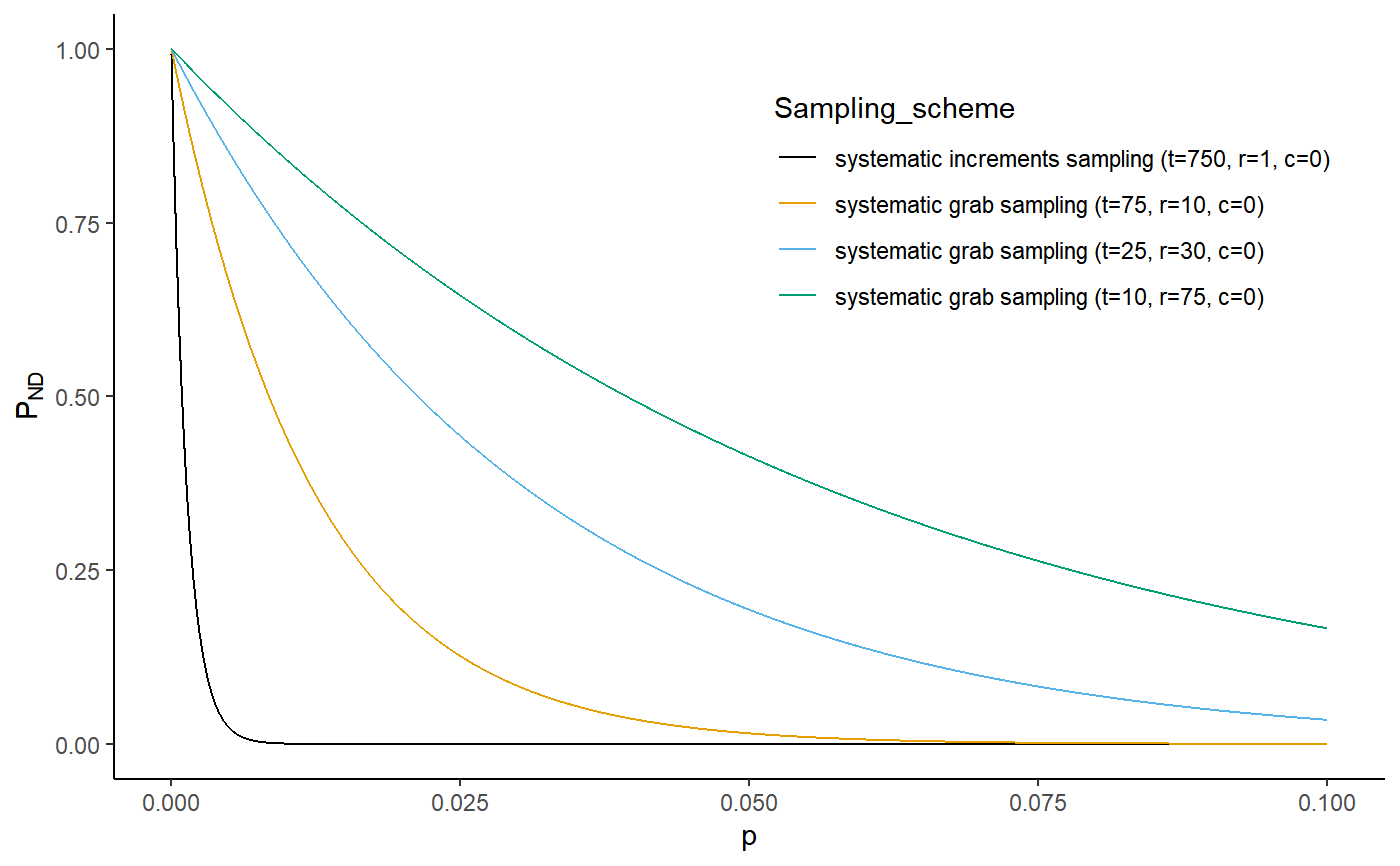 1.00
0.75
0.50
0.25
0.00
P_ND
Sampling_scheme
systematic increments sampling (t=750, r=1, c=0)
systematic grab sampling (t=75, r=10, c=0)
systematic grab sampling (t=25, r=30, c=0)
systematic grab sampling (t=10, r=75, c=0)
0.000 0.025 0.050 0.075 0.100
p